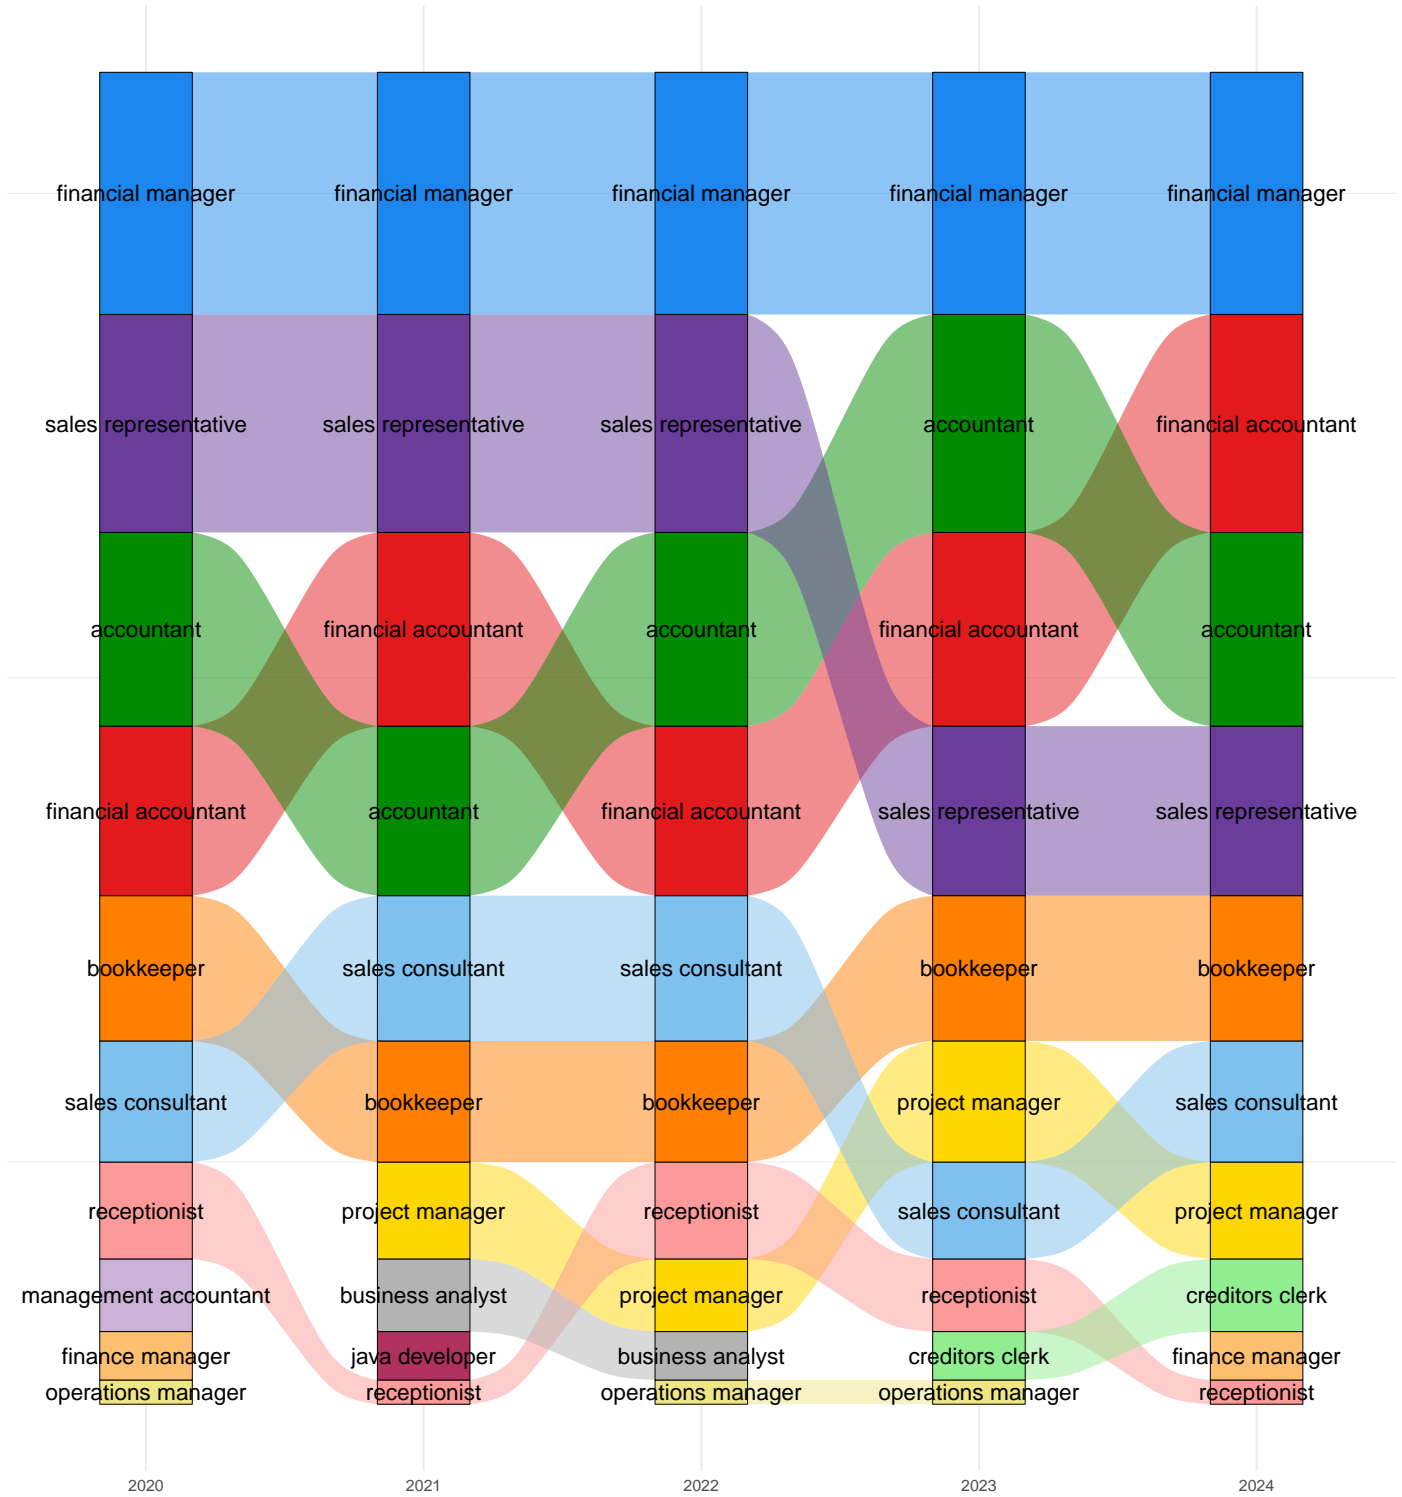 financial manager financial manager financial manager financial manager financial manager
sales representative sales representative sales representative accountant financial accountant
accountant financial accountant accountant financial accountant accountant
financial accountant accountant financial accountant sales representative sales representative
bookkeeper sales consultant sales consultant bookkeeper bookkeeper
sales consultant bookkeeper bookkeeper project manager sales consultant
receptionist project manager receptionist sales consultant project manager
management accountant business analyst project manager receptionist creditors clerk
finance manager java developer business analyst creditors clerk finance manager
operations manager receptionist operations manager operations manager receptionist
2020 2021 2022 2023 2024